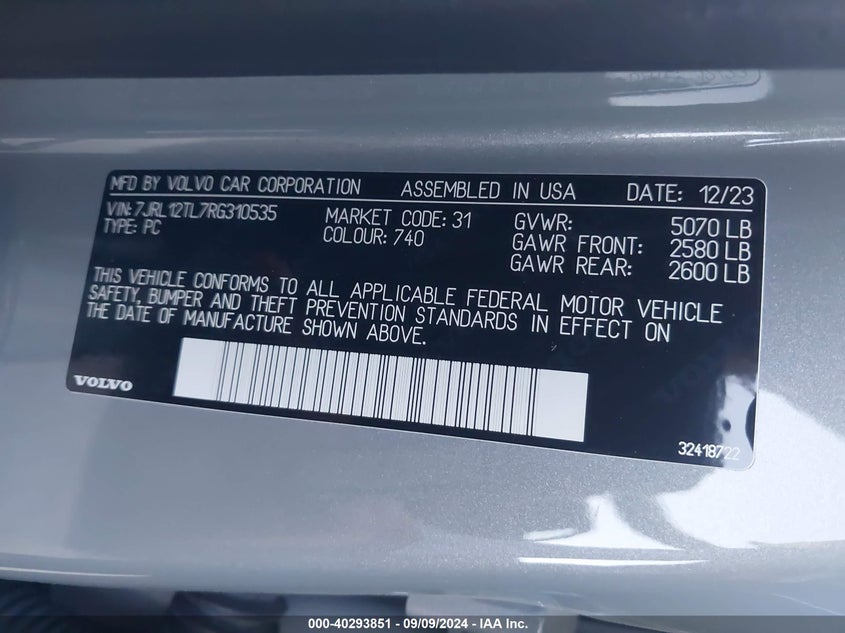 MFD BY VOLVO CAR CORPORATION ASSEMBLED IN USA DATE: 12/23
VIN:7JRL12TL7RG310535 MARKET CODE: 31 GVWR: 5070 LB
TYPE: PC COLOUR: 740 GAWR FRONT: 2580 LB
GAWR REAR: 2600 LB
THIS VEHICLE CONFORMS TO ALL APPLICABLE FEDERAL MOTOR VEHICLE
SAFETY, BUMPER AND THEFT PREVENTION STANDARDS IN EFFECT ON
THE DATE OF MANUFACTURE SHOWN ABOVE.
VOLVO
32418722
000-40293851 - 09/09/2024 - IAA Inc.